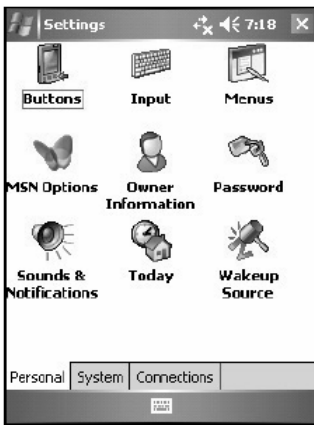 Settings 7:18
Buttons Input Menus
MSN Options Owner Information Password
Sounds & Notifications Today Wakeup Source
Personal System Connections